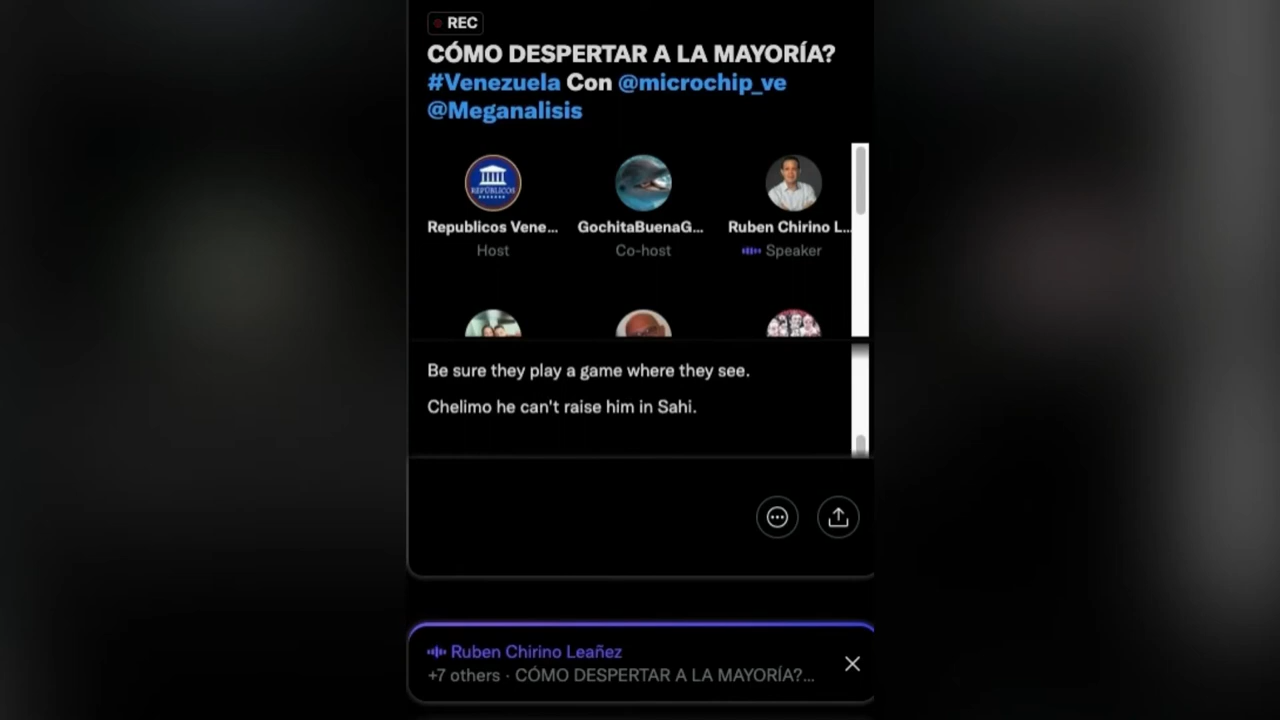 REC
CÓMO DESPERTAR A LA MAYORÍA?
#Venezuela Con @microchip_ve
@Meganalisis
REPÚBLICOS
Republicos Vene... GochitaBuenaG... Ruben Chirino L...
Host Co-host Speaker
Be sure they play a game where they see.
Chelimo he can't raise him in Sahi.
Ruben Chirino Leañez
+7 others · CÓMO DESPERTAR A LA MAYORÍA?...